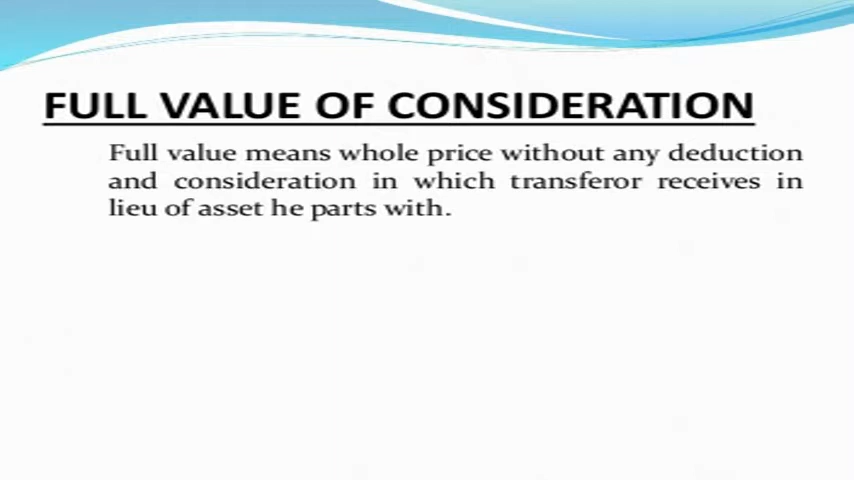 FULL VALUE OF CONSIDERATION
Full value means whole price without any deduction
and consideration in which transferor receives in
lieu of asset he parts with.